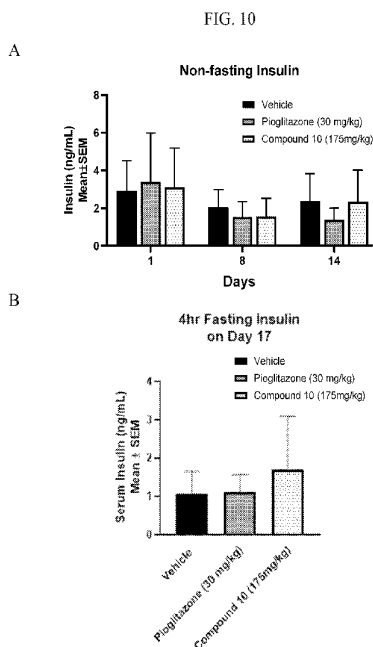 FIG. 10
A
Non-fasting Insulin
Vehicle
Pioglitazone (30 mg/kg)
Compound 10 (175mg/kg)
Insulin (ng/mL)
Mean±SEM
8
6
4
2
0
1
8
14
Days
B
4hr Fasting Insulin
on Day 17
Vehicle
Pioglitazone (30 mg/kg)
Compound 10 (175mg/kg)
Serum Insulin (ng/mL)
Mean ± SEM
4
3
2
1
0
Vehicle
Pioglitazone (30 mg/kg)
Compound 10 (175mg/kg)